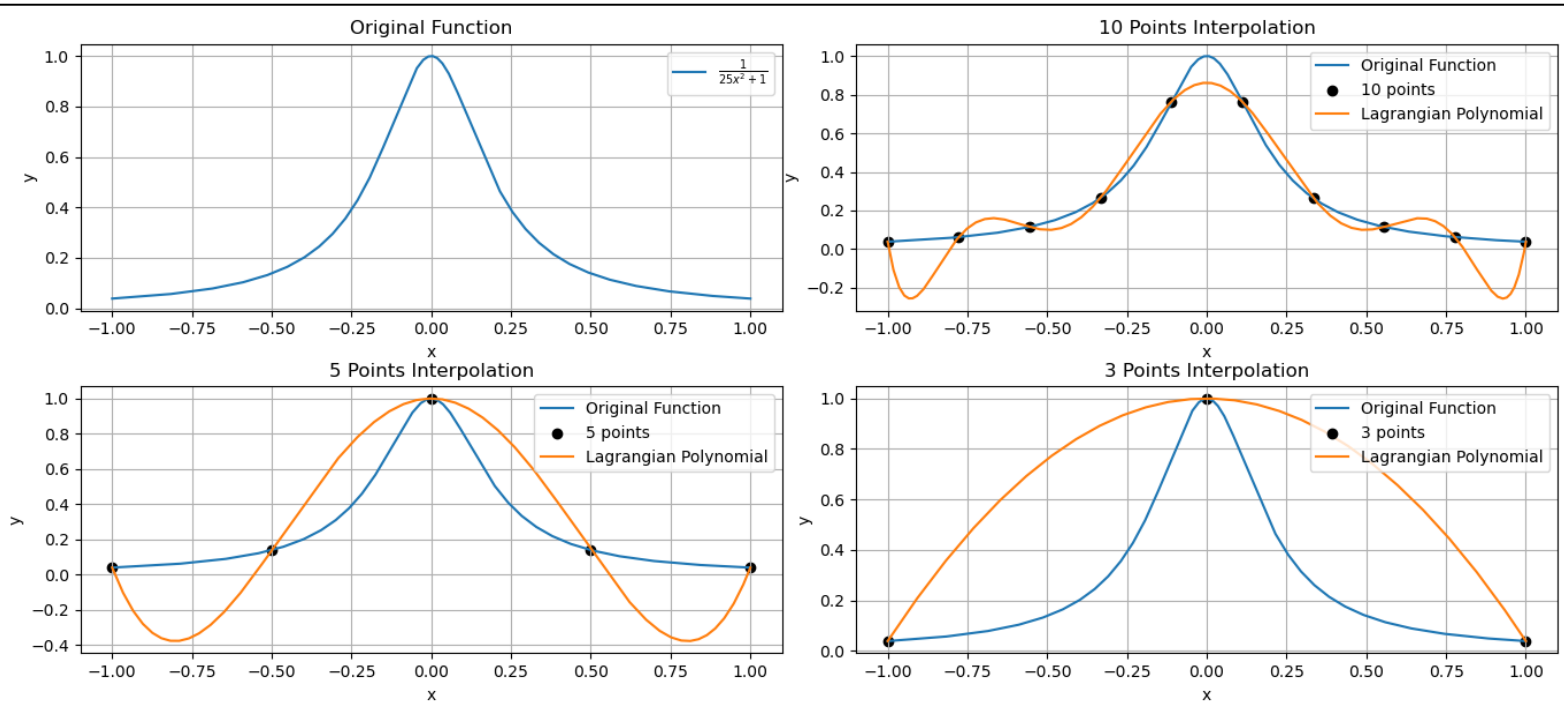 Original Function
1.0
0.8
0.6
0.4
0.2
0.0
y
1
25x²+1
−1.00 −0.75 −0.50 −0.25 0.00 0.25 0.50 0.75 1.00
x
10 Points Interpolation
1.0
0.8
0.6
0.4
0.2
0.0
−0.2
y
Original Function
10 points
Lagrangian Polynomial
−1.00 −0.75 −0.50 −0.25 0.00 0.25 0.50 0.75 1.00
x
5 Points Interpolation
1.0
0.8
0.6
0.4
0.2
0.0
−0.2
−0.4
y
Original Function
5 points
Lagrangian Polynomial
−1.00 −0.75 −0.50 −0.25 0.00 0.25 0.50 0.75 1.00
x
3 Points Interpolation
1.0
0.8
0.6
0.4
0.2
0.0
y
Original Function
3 points
Lagrangian Polynomial
−1.00 −0.75 −0.50 −0.25 0.00 0.25 0.50 0.75 1.00
x